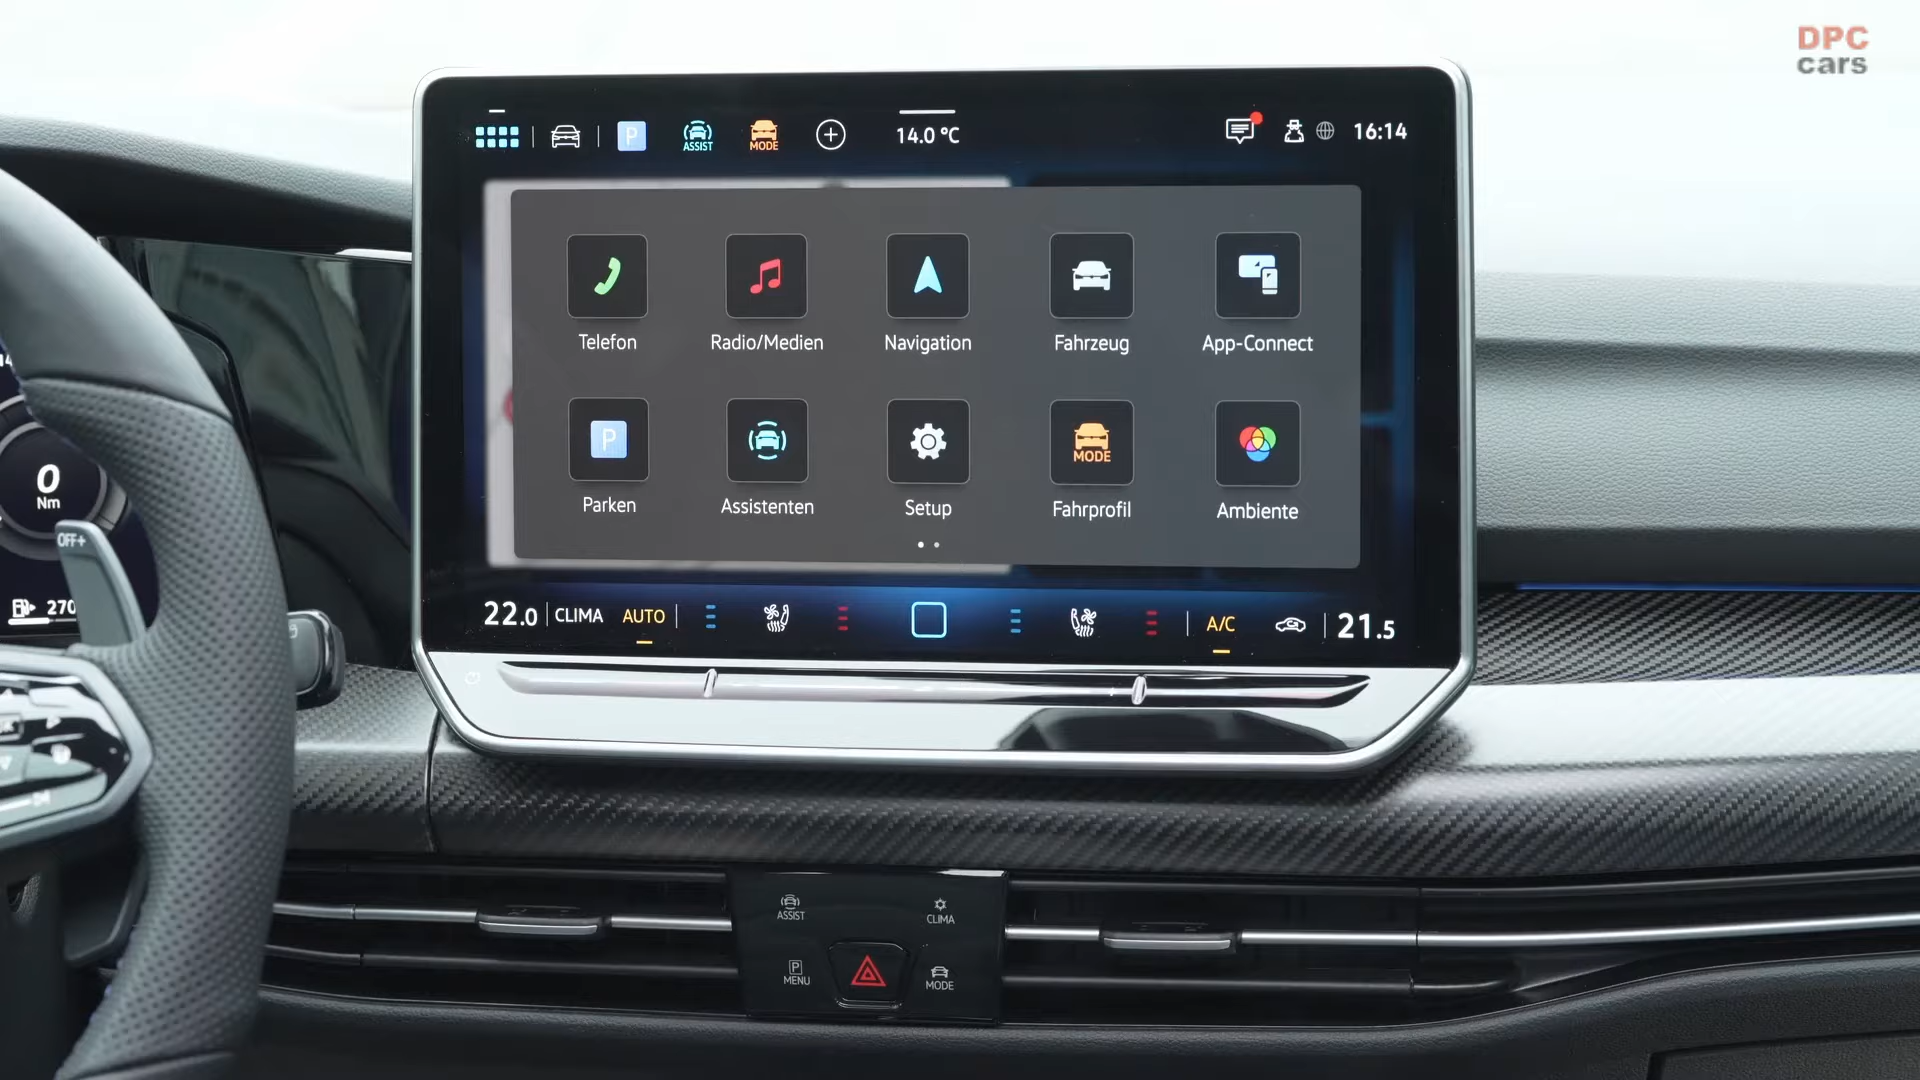 DPC
cars
P
ASSIST
MODE
14.0 °C
16:14
Telefon
Radio/Medien
Navigation
Fahrzeug
App-Connect
P
MODE
Parken
Assistenten
Setup
Fahrprofil
Ambiente
0
Nm
OFF+
270
22.0
CLIMA
AUTO
A/C
21.5
ASSIST
CLIMA
P
MENU
MODE